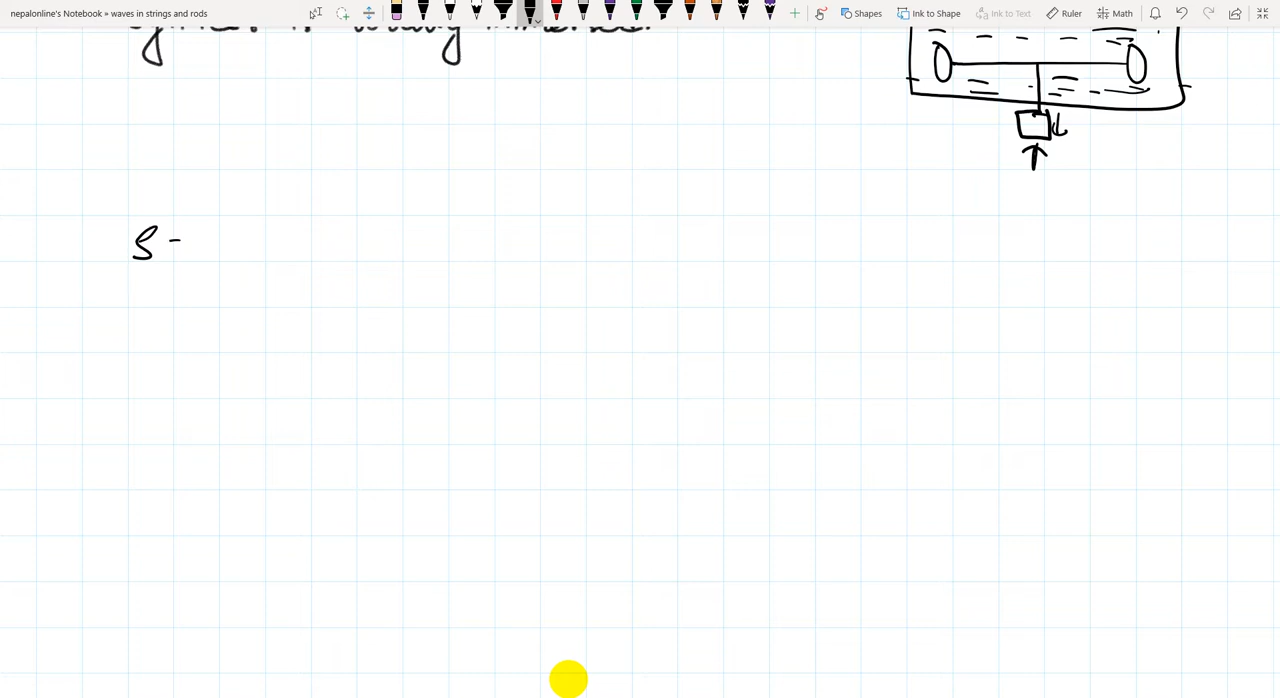 nepalonline's Notebook » waves in strings and rods
Shapes
Ink to Shape
Ink to Text
Ruler
Math
S -